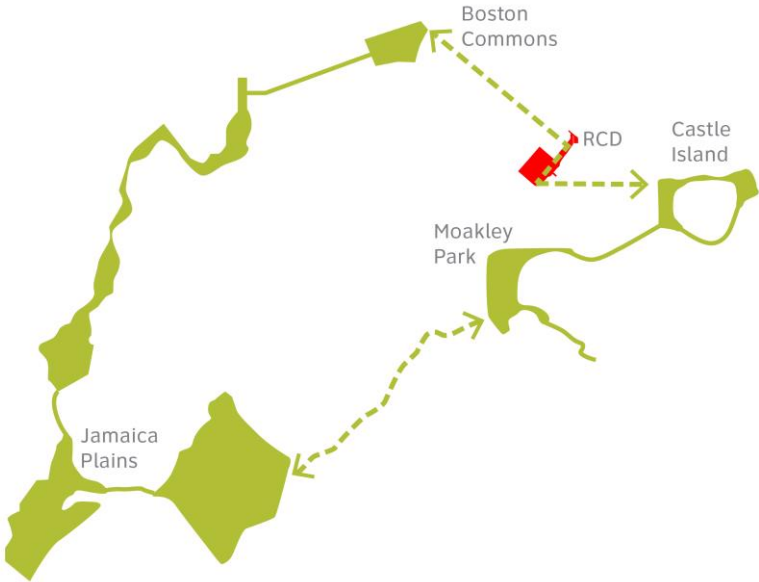 Boston
Commons
RCD
Castle
Island
Moakley
Park
Jamaica
Plains